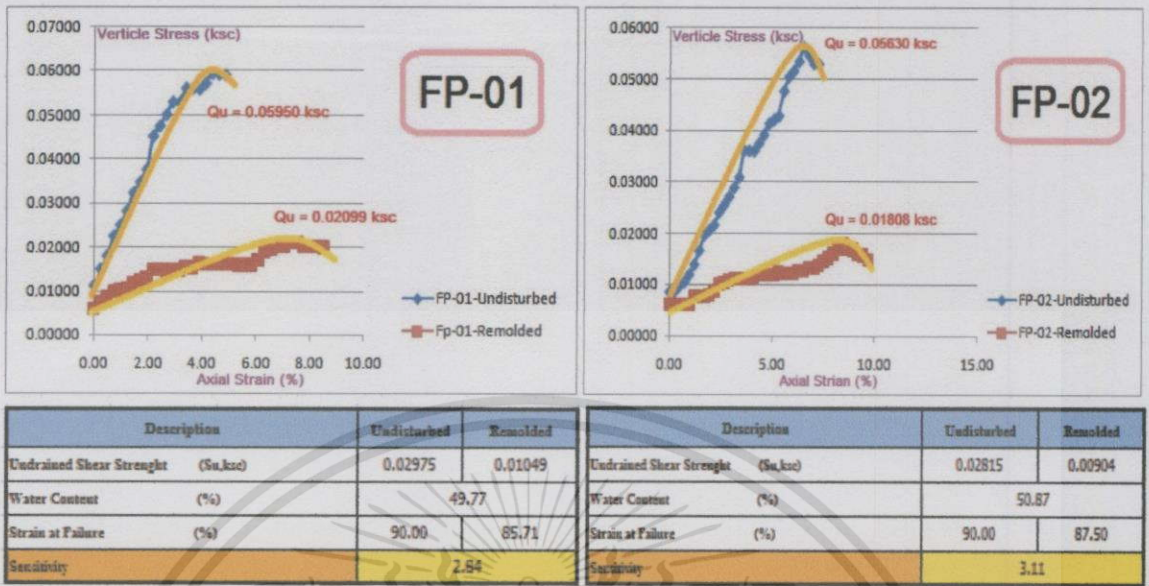 Verticle Stress (ksc)
FP-01
Qu = 0.05950 ksc
Qu = 0.02099 ksc
0.07000
0.06000
0.05000
0.04000
0.03000
0.02000
0.01000
0.00000
0.00 2.00 4.00 6.00 8.00 10.00
Axial Strain (%)
FP-01-Undisturbed
Fp-01-Remolded
Verticle Stress (ksc)
FP-02
Qu = 0.05630 ksc
Qu = 0.01808 ksc
0.06000
0.05000
0.04000
0.03000
0.02000
0.01000
0.00000
0.00 5.00 10.00 15.00
Axial Strian (%)
FP-02-Undisturbed
FP-02-Remolded
Description Undisturbed Remolded
Undrained Shear Strenght (Su,ksc) 0.02975 0.01049
Water Content (%) 49.77
Strain at Failure (%) 90.00 85.71
Sensitivity 2.84
Description Undisturbed Remolded
Undrained Shear Strenght (Su,ksc) 0.02815 0.00904
Water Content (%) 50.87
Strain at Failure (%) 90.00 87.50
Sensitivity 3.11